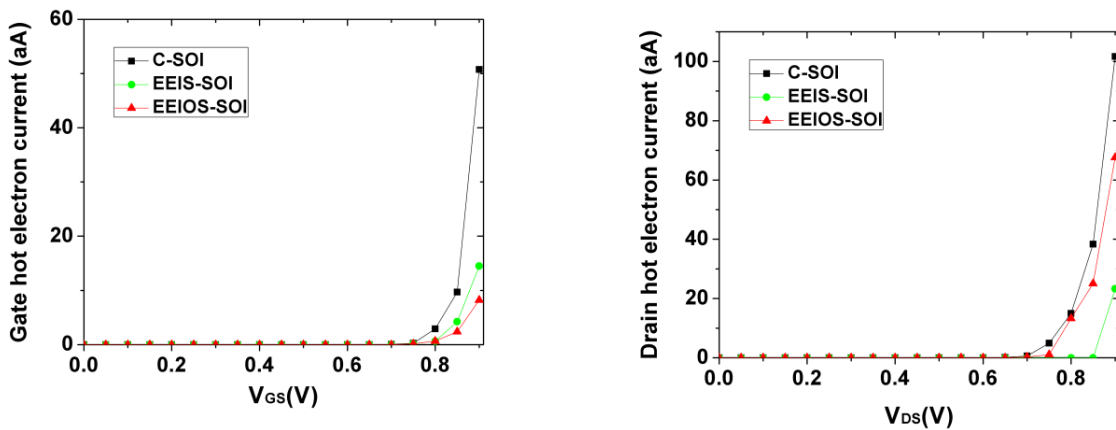 Gate hot electron current (aA)
60
40
20
0
C-SOI
EEIS-SOI
EEIOS-SOI
0.0 0.2 0.4 0.6 0.8
VGS(V)
Drain hot electron current (aA)
100
80
60
40
20
0
C-SOI
EEIS-SOI
EEIOS-SOI
0.0 0.2 0.4 0.6 0.8
VDS(V)